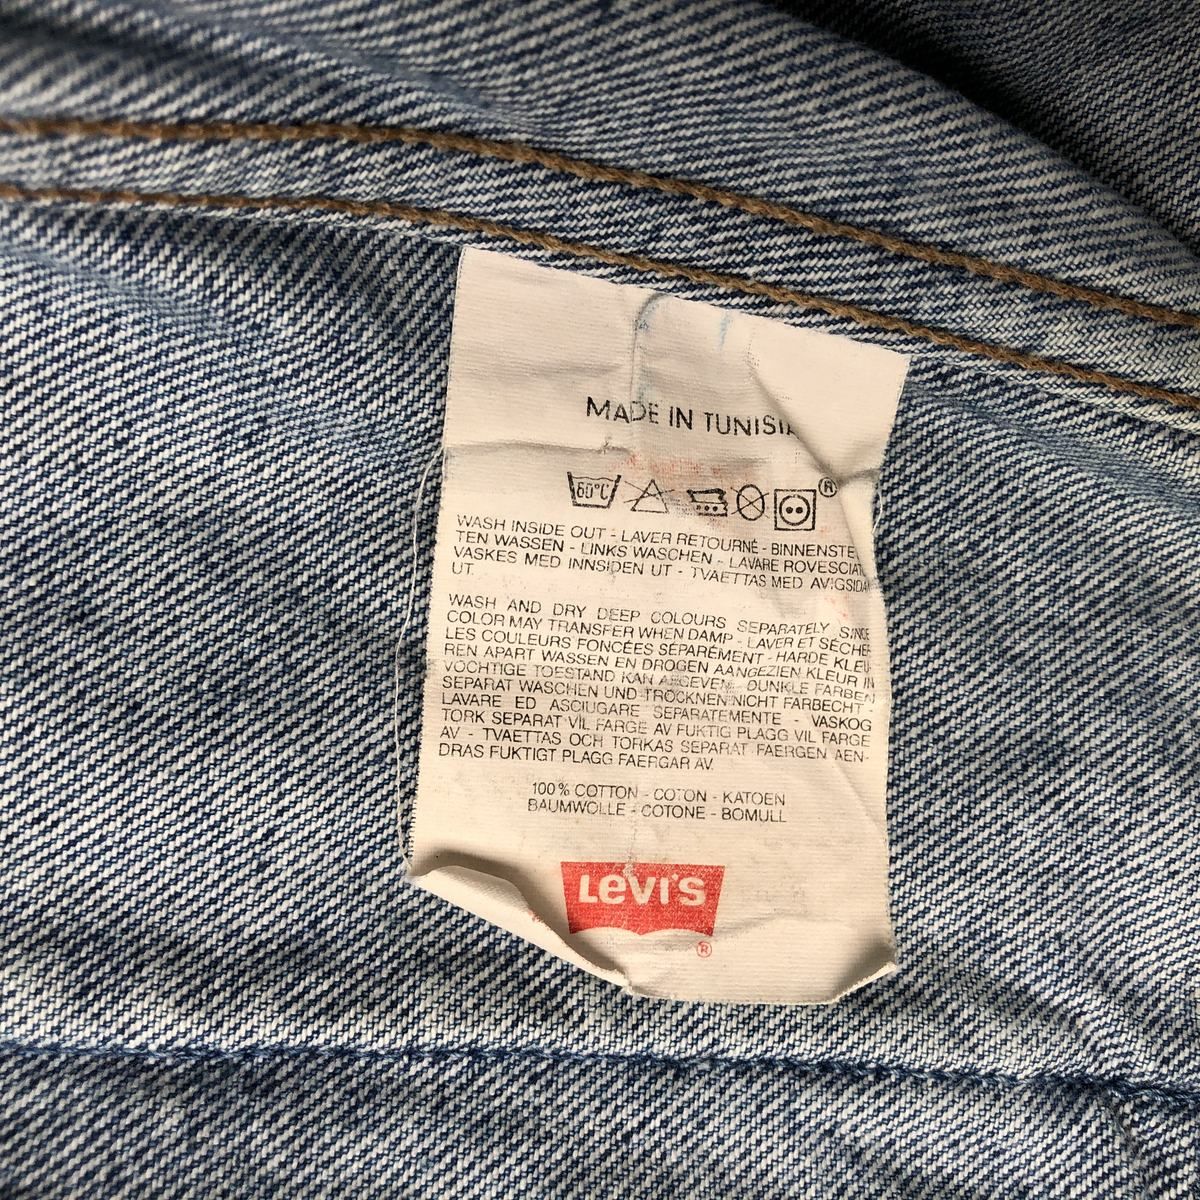 MADE IN TUNISIA
60°C ®
WASH INSIDE OUT - LAVER RETOURNÉ - BINNENSTE-
TEN WASSEN - LINKS WASCHEN - LAVARE ROVESCIAT
VASKES MED INNSIDEN UT - TVAETTAS MED AVIGSIDAN
UT.
WASH AND DRY DEEP COLOURS SEPARATELY SINCE
COLOR MAY TRANSFER WHEN DAMP - LAVER ET SÉCHER
LES COULEURS FONCÉES SÉPARÉMENT - HARDE KLEU-
REN APART WASSEN EN DROGEN AANGEZIEN KLEUR IN
VOCHTIGE TOESTAND KAN AFGEVEN. DUNKLE FARBEN
SEPARAT WASCHEN UND TROCKNEN NICHT FARBECHT -
LAVARE ED ASCIUGARE SEPARATEMENTE - VASKOG
TORK SEPARAT VIL FARGE AV FUKTIG PLAGG VIL FARGE
AV - TVAETTAS OCH TORKAS SEPARAT FAERGEN AEN-
DRAS FUKTIGT PLAGG FAERGAR AV.
100% COTTON - COTON - KATOEN
BAUMWOLLE - COTONE - BOMULL
LEVI'S
®